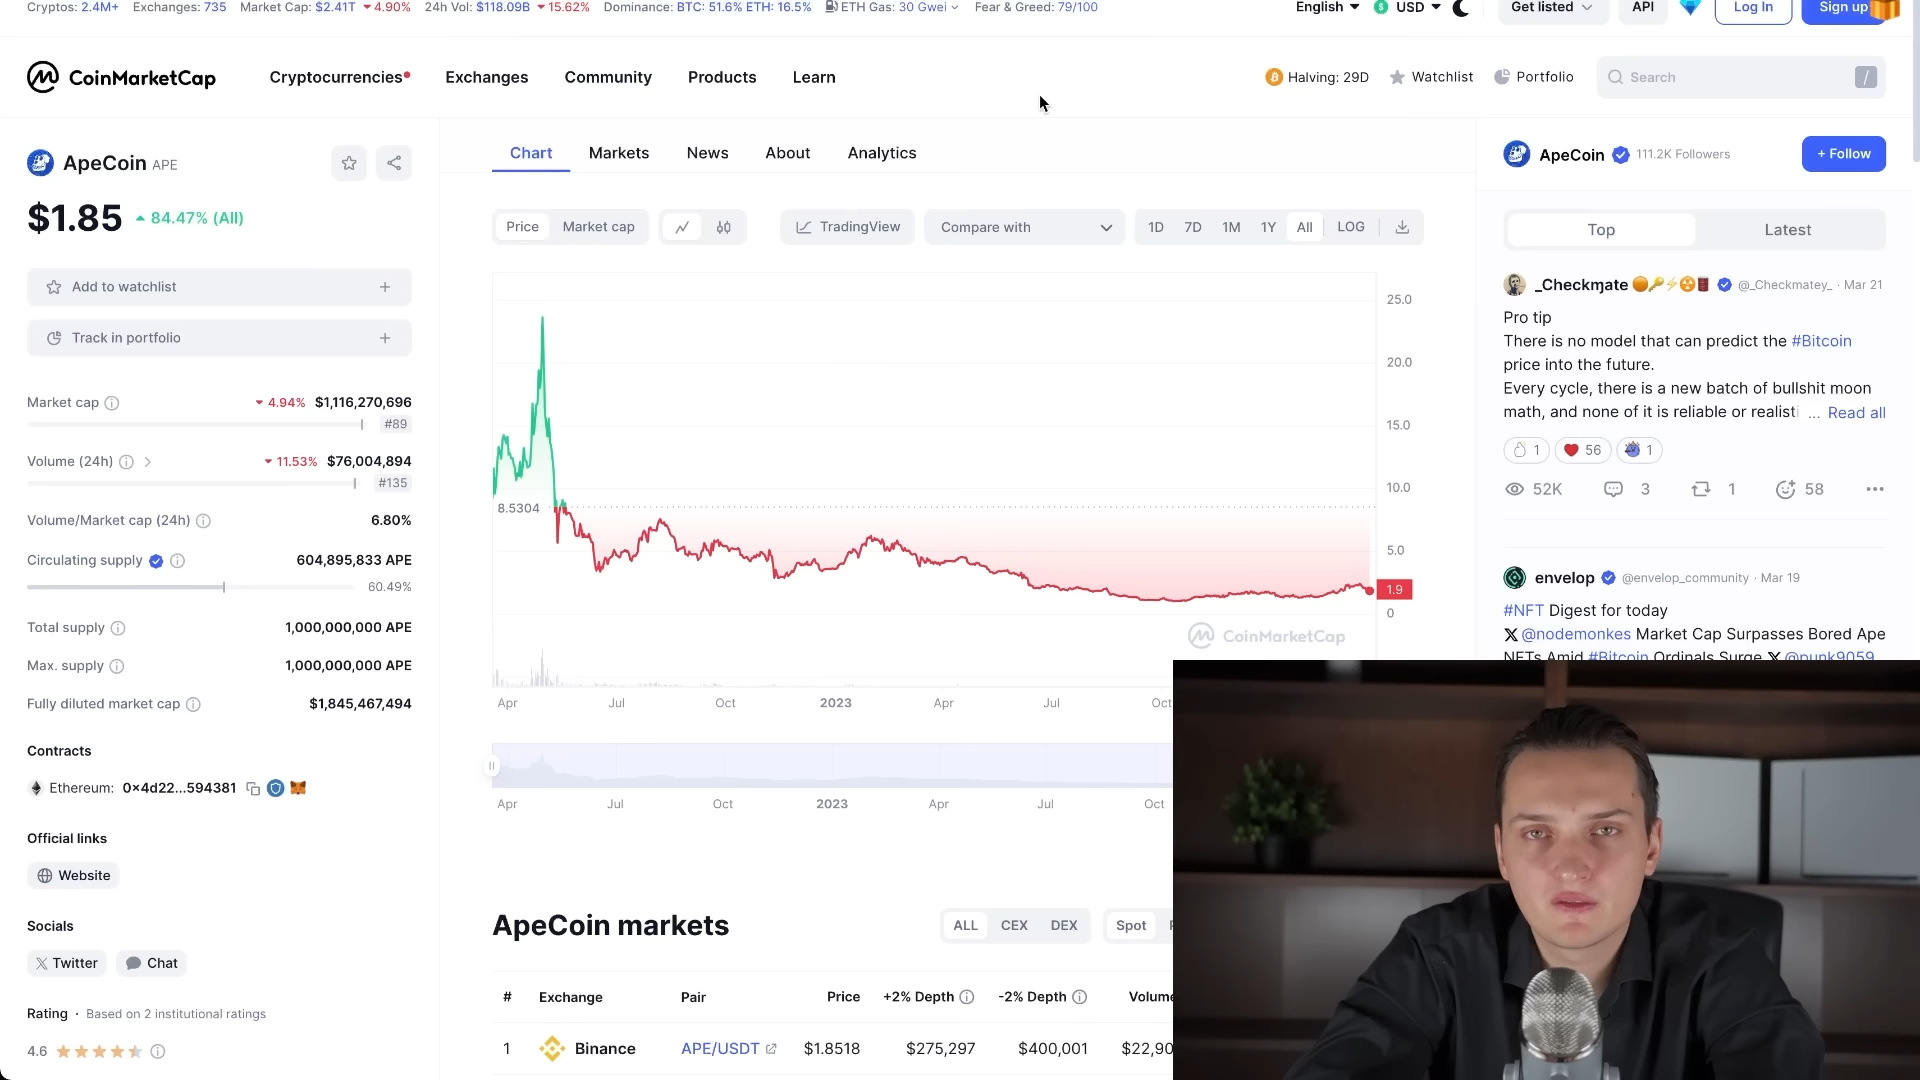 Cryptos: 2.4M+ Exchanges: 735 Market Cap: $2.41T 4.90% 24h Vol: $118.09B 15.62% Dominance: BTC: 51.6% ETH: 16.5% ETH Gas: 30 Gwei Fear & Greed: 79/100 English USD Get listed API Log In Sign up
CoinMarketCap Cryptocurrencies Exchanges Community Products Learn Halving: 29D Watchlist Portfolio Search /
ApeCoin APE
$1.85 84.47% (All)
Add to watchlist +
Track in portfolio +
Market cap 4.94% $1,116,270,696
#89
Volume (24h) 11.53% $76,004,894
#135
Volume/Market cap (24h) 6.80%
Circulating supply 604,895,833 APE
60.49%
Total supply 1,000,000,000 APE
Max. supply 1,000,000,000 APE
Fully diluted market cap $1,845,467,494
Contracts
Ethereum: 0x4d22...594381
Official links
Website
Socials
Twitter Chat
Rating · Based on 2 institutional ratings
4.6
Chart Markets News About Analytics
Price Market cap TradingView Compare with 1D 7D 1M 1Y All LOG
25.0
20.0
15.0
10.0
8.5304
5.0
1.9
0
CoinMarketCap
Apr Jul Oct 2023 Apr Jul Oct
Apr Jul Oct 2023 Apr Jul Oct
ApeCoin markets ALL CEX DEX Spot
# Exchange Pair Price +2% Depth -2% Depth Volume
1 Binance APE/USDT $1.8518 $275,297 $400,001 $22,90
ApeCoin 111.2K Followers + Follow
Top Latest
_Checkɱate 🟠🔑⚡☢️🛢️ @_Checkmatey_ · Mar 21
Pro tip
There is no model that can predict the #Bitcoin
price into the future.
Every cycle, there is a new batch of bullshit moon
math, and none of it is reliable or realisti ... Read all
1 56 1
52K 3 1 58 ...
envelop @envelop_community · Mar 19
#NFT Digest for today
X @nodemonkes Market Cap Surpasses Bored Ape
NFTs Amid #Bitcoin Ordinals Surge X @punk9059